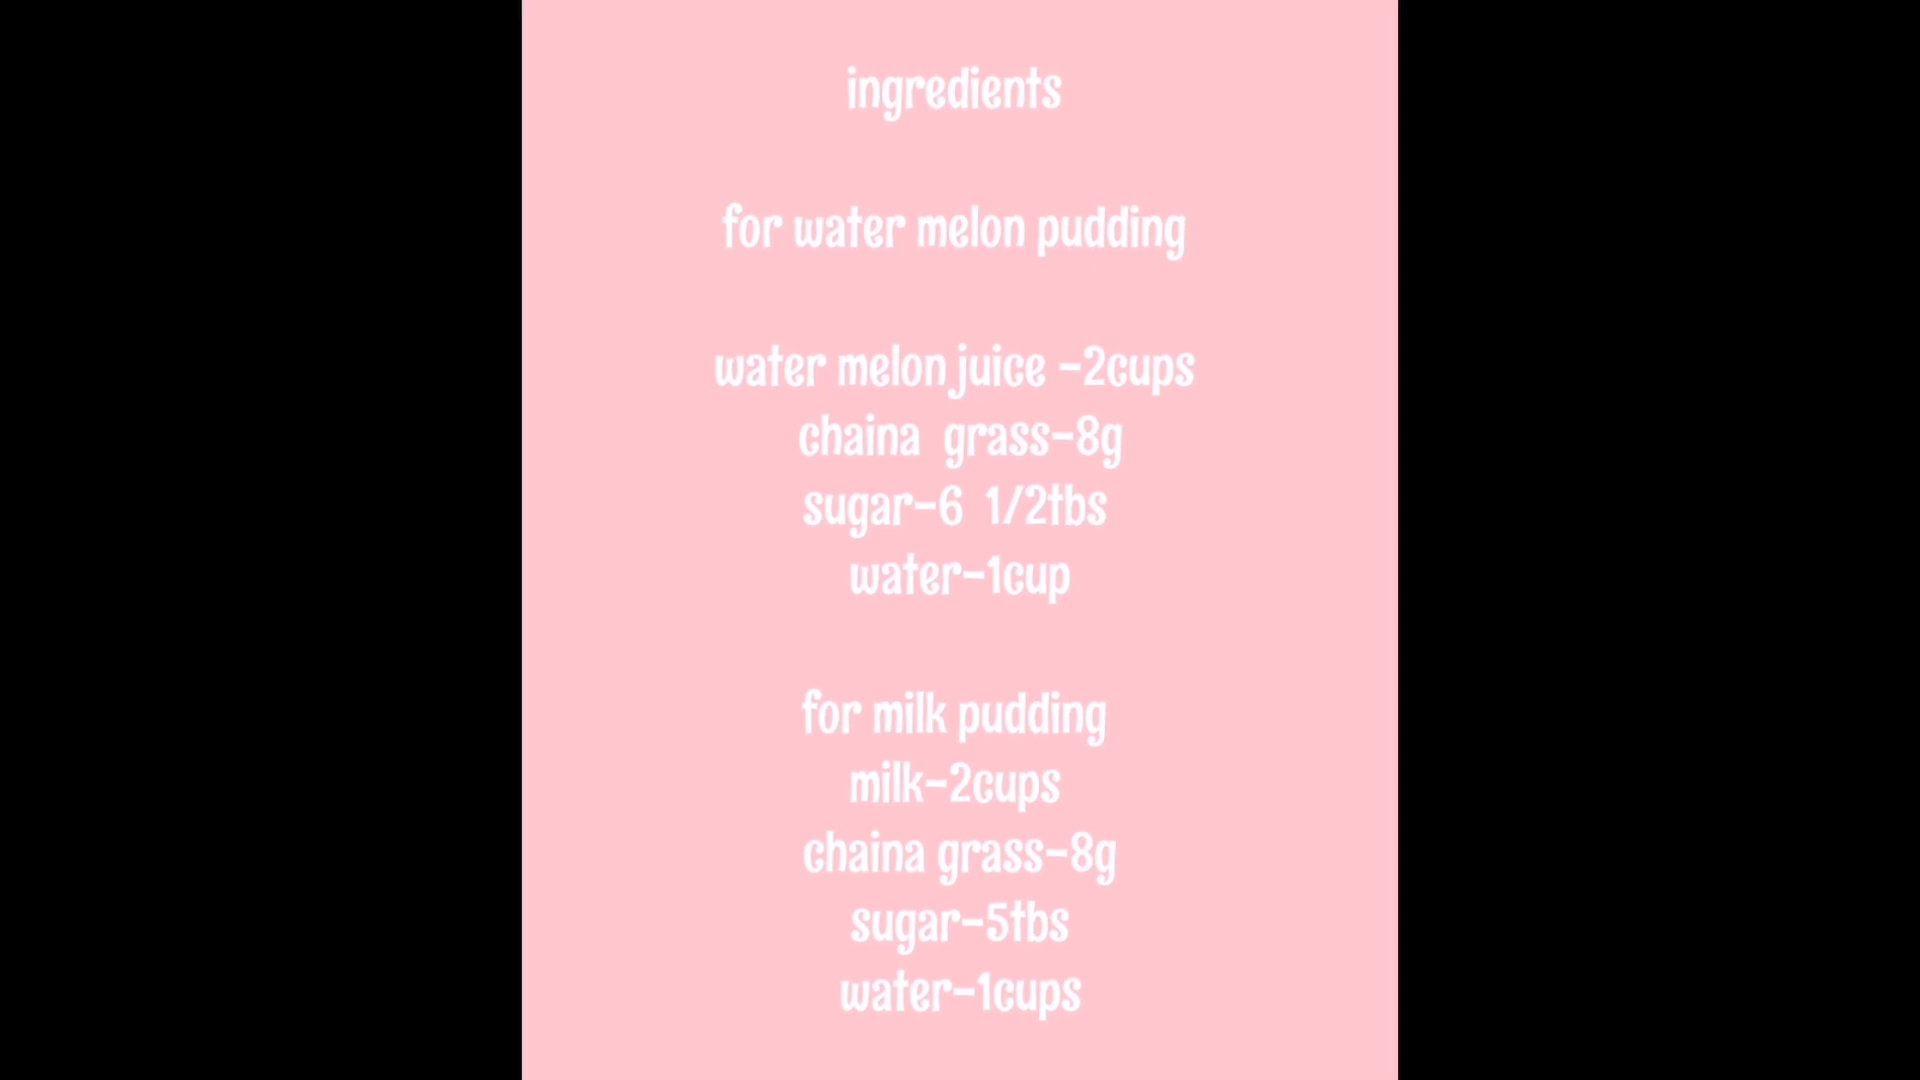 ingredients
for water melon pudding
water melon juice -2cups
chaina  grass-8g
sugar-6  1/2tbs
water-1cup
for milk pudding
milk-2cups
chaina grass-8g
sugar-5tbs
water-1cups